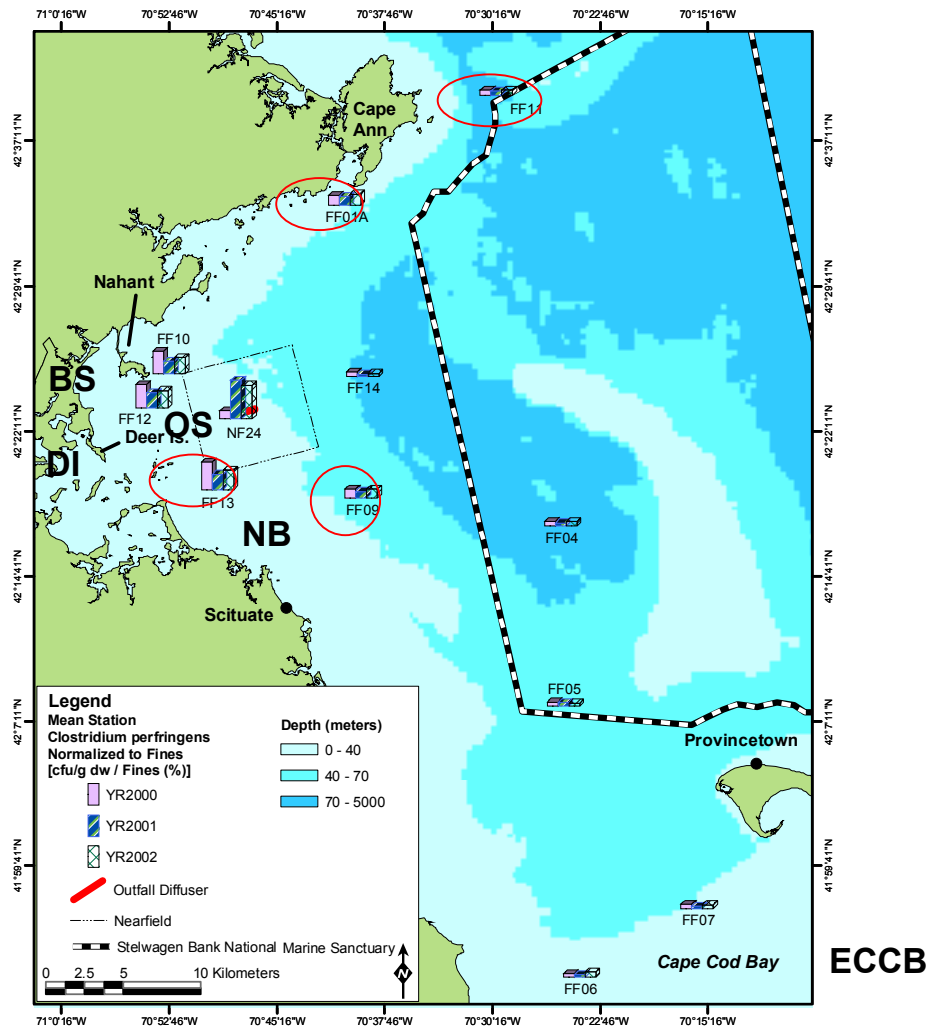 71°0'16"W 70°52'46"W 70°45'16"W 70°37'46"W 70°30'16"W 70°22'46"W 70°15'16"W
42°37'11"N
42°29'41"N
42°22'11"N
42°14'41"N
42°7'11"N
41°59'41"N
42°37'11"N
42°29'41"N
42°22'11"N
42°14'41"N
42°7'11"N
41°59'41"N
Cape
Ann
FF11
FF01A
Nahant
FF10
BS
FF14
FF12
OS
NF24
Deer Is.
DI
FF13
FF09
NB
FF04
Scituate
FF05
Provincetown
FF07
Cape Cod Bay
ECCB
FF06
Legend
Mean Station
Clostridium perfringens
Normalized to Fines
[cfu/g dw / Fines (%)]
YR2000
YR2001
YR2002
Outfall Diffuser
Nearfield
Stelwagen Bank National Marine Sanctuary
0 2.5 5 10 Kilometers
N
Depth (meters)
0 - 40
40 - 70
70 - 5000
71°0'16"W 70°52'46"W 70°45'16"W 70°37'46"W 70°30'16"W 70°22'46"W 70°15'16"W